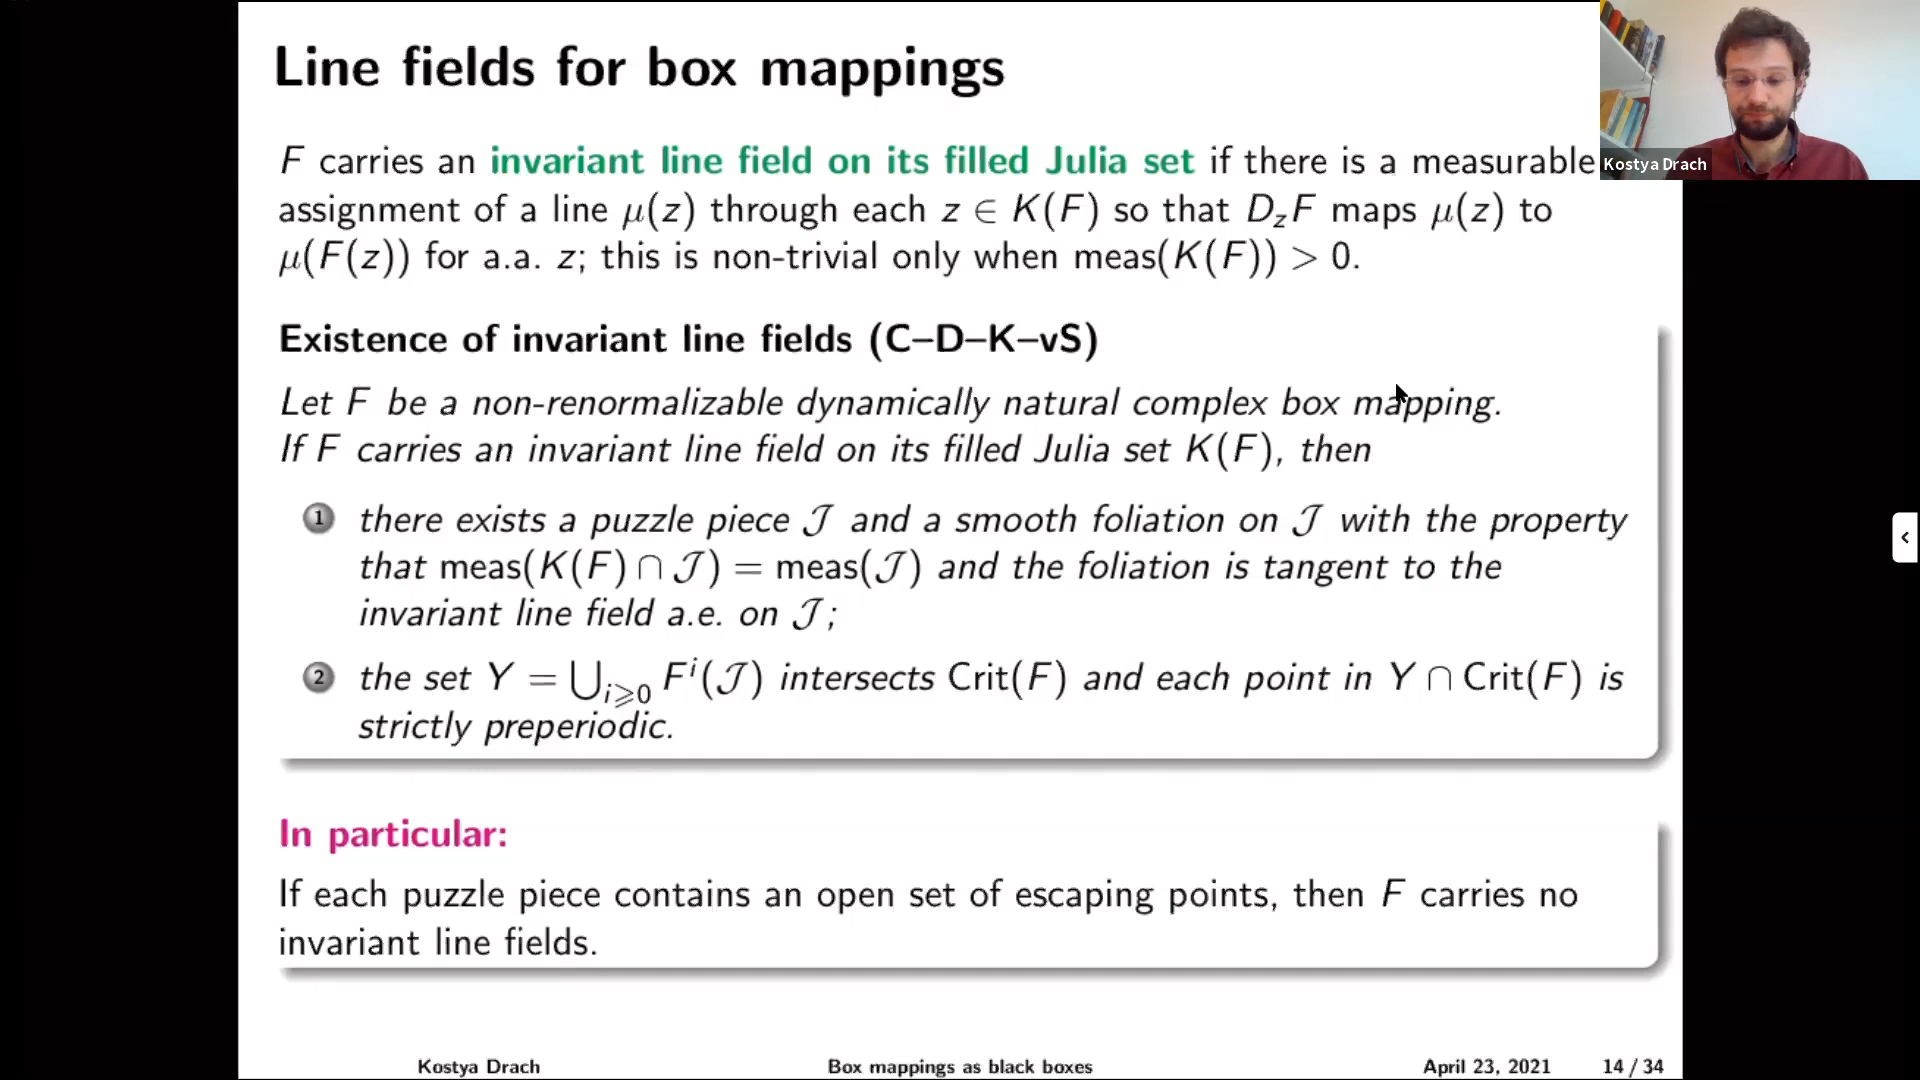 Line fields for box mappings
F carries an invariant line field on its filled Julia set if there is a measurable
assignment of a line μ(z) through each z ∈ K(F) so that D_zF maps μ(z) to
μ(F(z)) for a.a. z; this is non-trivial only when meas(K(F)) > 0.
Existence of invariant line fields (C–D–K–vS)
Let F be a non-renormalizable dynamically natural complex box mapping.
If F carries an invariant line field on its filled Julia set K(F), then
1 there exists a puzzle piece 𝒥 and a smooth foliation on 𝒥 with the property
that meas(K(F) ∩ 𝒥) = meas(𝒥) and the foliation is tangent to the
invariant line field a.e. on 𝒥;
2 the set Y = ⋃_{i⩾0} F^i(𝒥) intersects Crit(F) and each point in Y ∩ Crit(F) is
strictly preperiodic.
In particular:
If each puzzle piece contains an open set of escaping points, then F carries no
invariant line fields.
Kostya Drach Box mappings as black boxes April 23, 2021 14 / 34
Kostya Drach